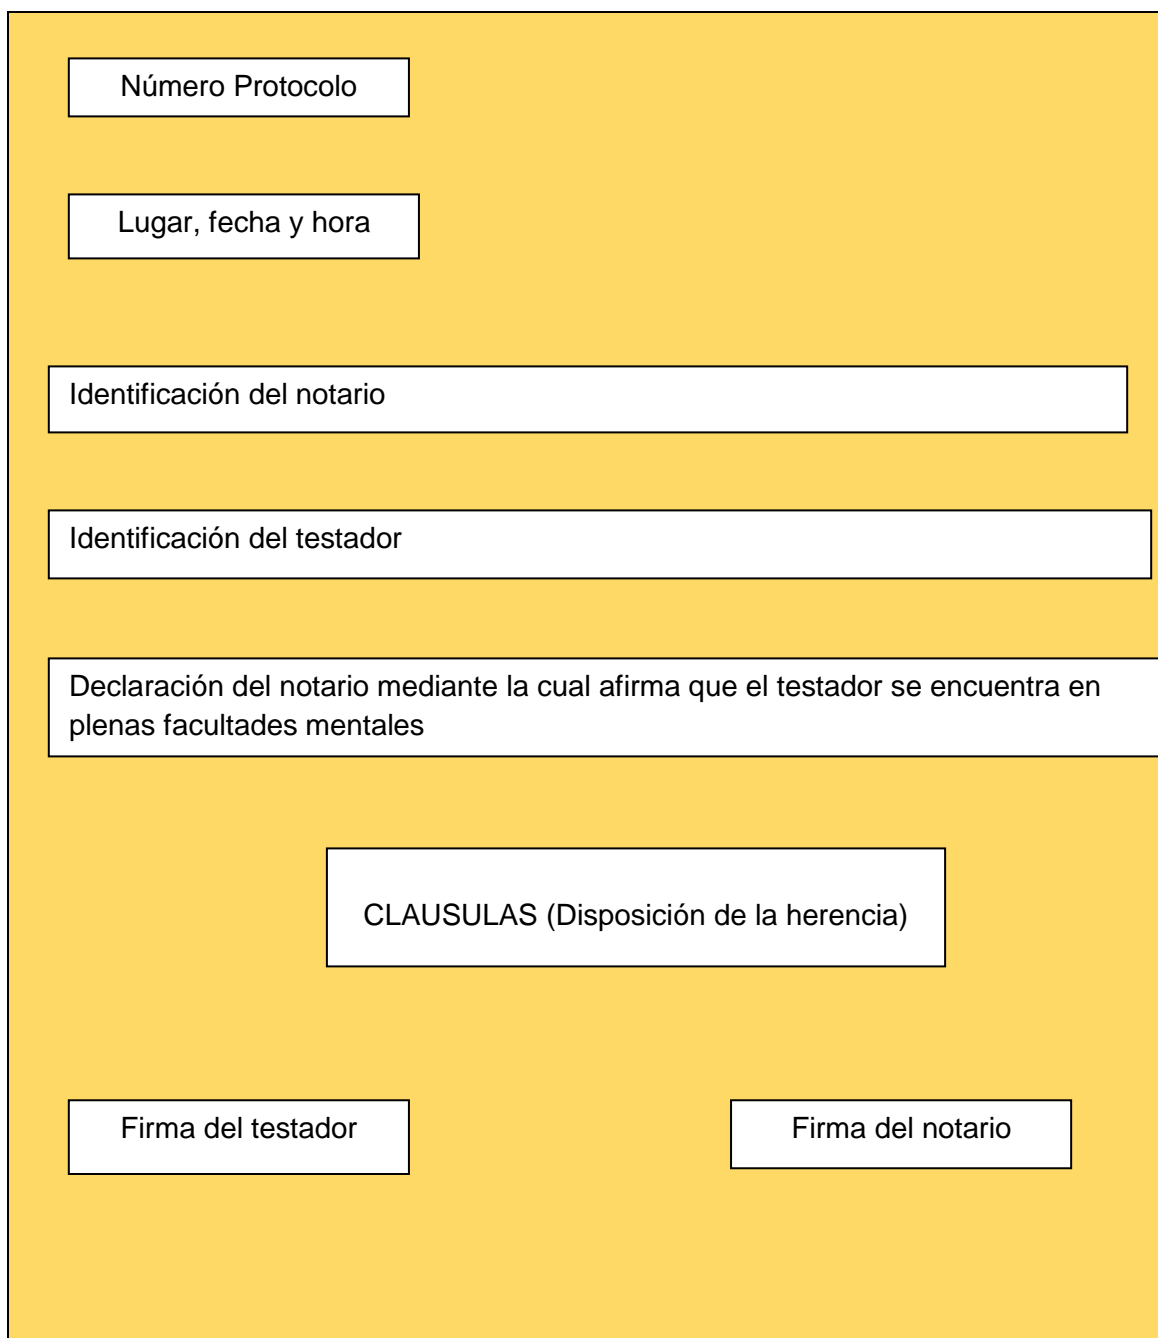 Número Protocolo
Lugar, fecha y hora
Identificación del notario
Identificación del testador
Declaración del notario mediante la cual afirma que el testador se encuentra en
plenas facultades mentales
CLAUSULAS (Disposición de la herencia)
Firma del testador
Firma del notario